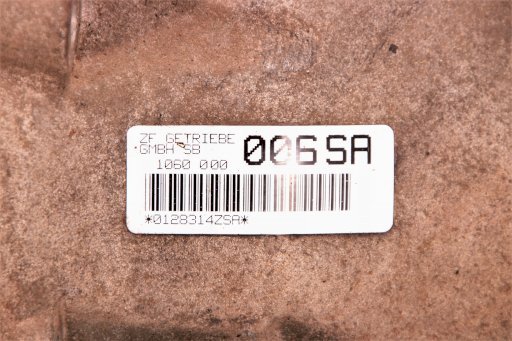 ZF GETRIEBE
GMBH SB
1060 000
006SA
*0128314ZSA*